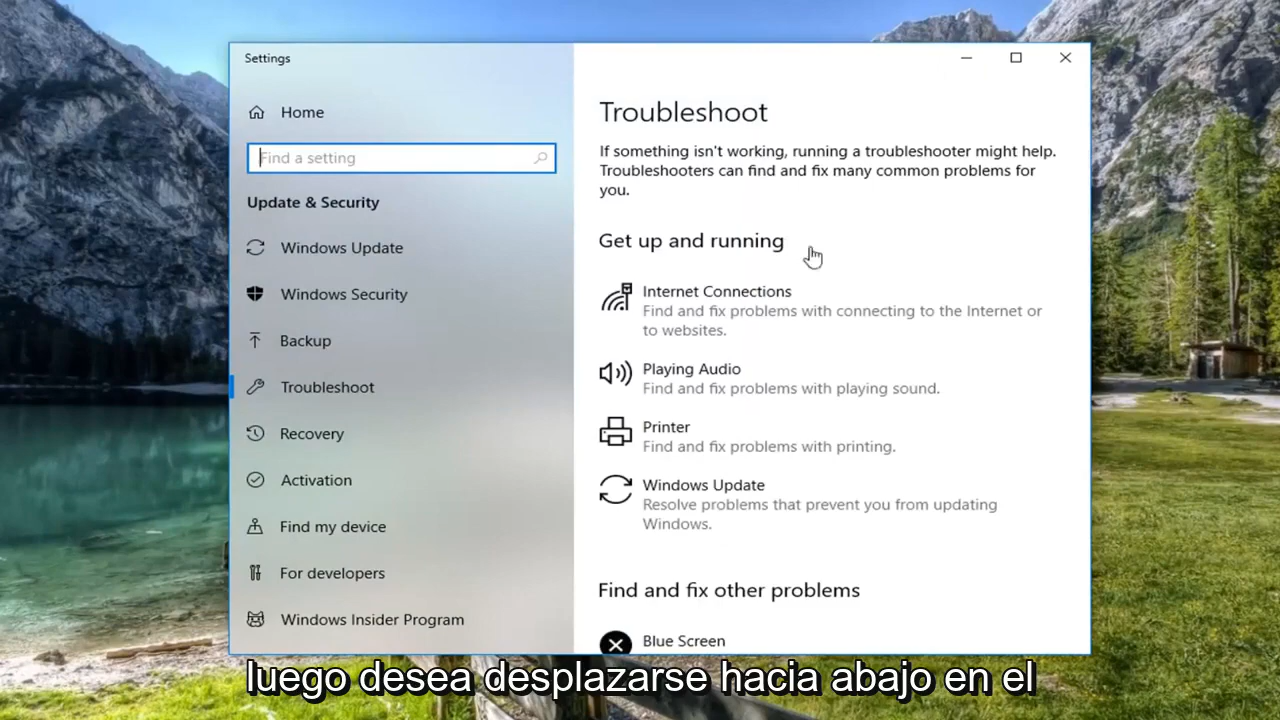 Settings
Home
Find a setting
Update & Security
Windows Update
Windows Security
Backup
Troubleshoot
Recovery
Activation
Find my device
For developers
Windows Insider Program
Troubleshoot
If something isn't working, running a troubleshooter might help.
Troubleshooters can find and fix many common problems for
you.
Get up and running
Internet Connections
Find and fix problems with connecting to the Internet or
to websites.
Playing Audio
Find and fix problems with playing sound.
Printer
Find and fix problems with printing.
Windows Update
Resolve problems that prevent you from updating
Windows.
Find and fix other problems
Blue Screen
luego desea desplazarse hacia abajo en el